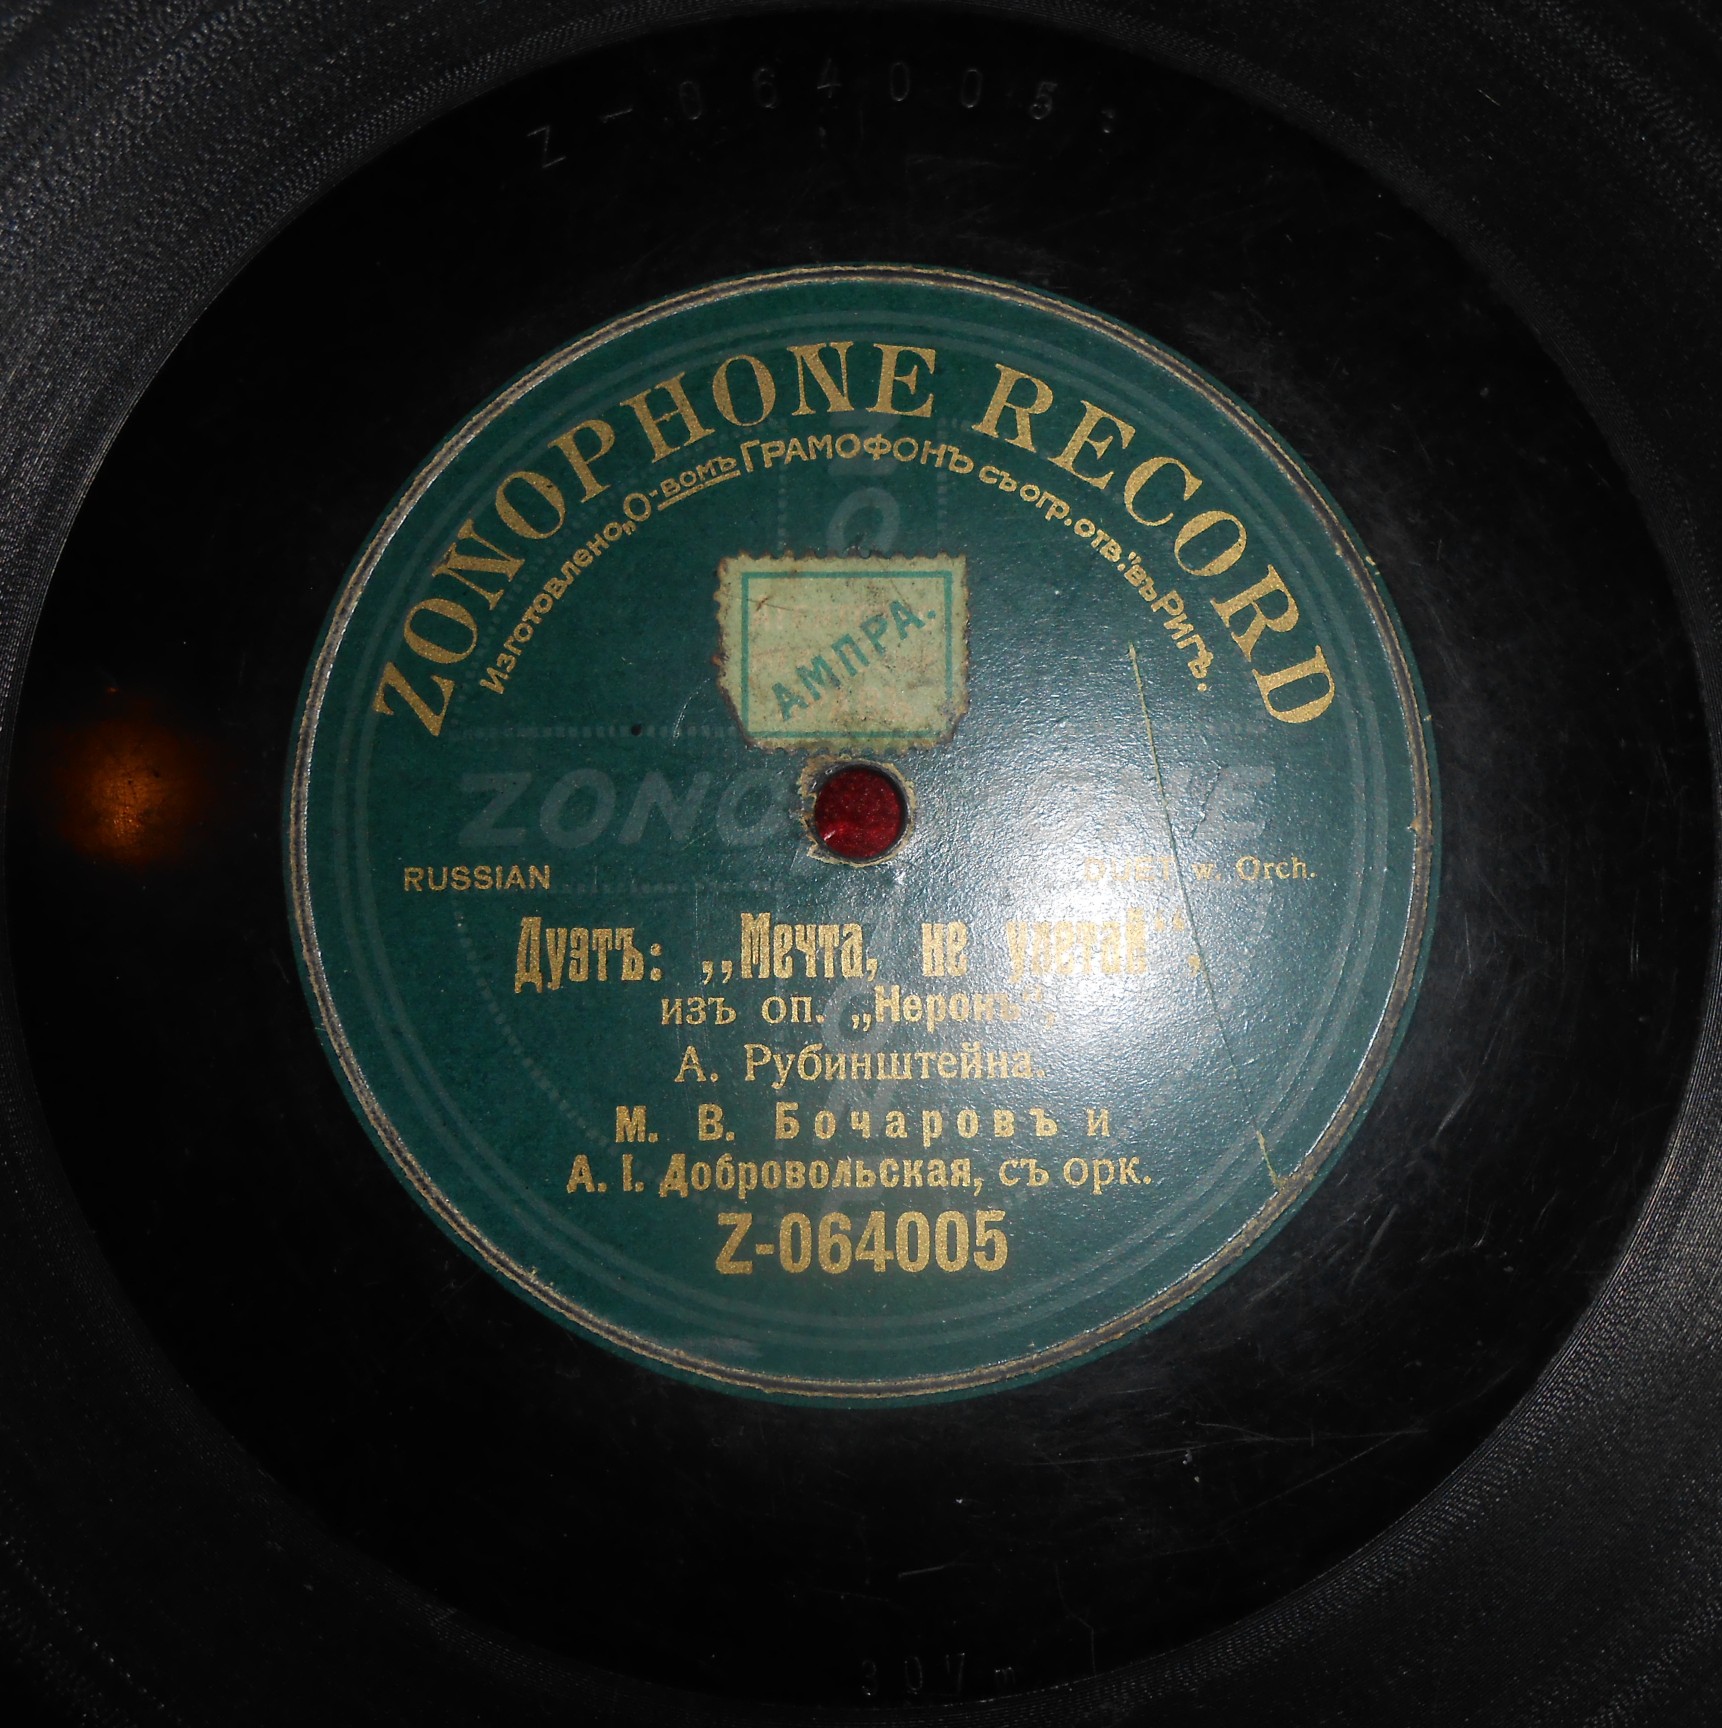 Z-064005
ZONOPHONE RECORD
Изготовлено „О-вомъ ГРАМОФОНЪ съ огр. отв." въ Ригѣ.
АМПРА.
ZONOPHONE
RUSSIAN
DUET w. Orch.
Дуэтъ: „Мечта, не улетай",
изъ оп. „Неронъ",
А. Рубинштейна.
М. В. Бочаровъ и
А. І. Добровольская, съ орк.
Z-064005